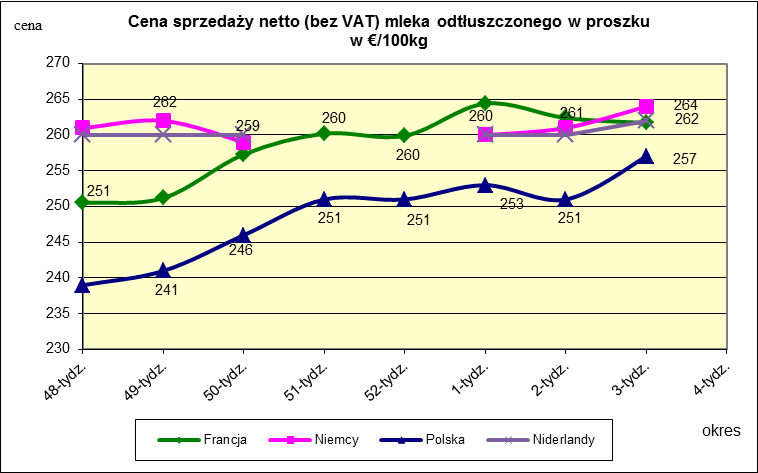 Cena sprzedaży netto (bez VAT) mleka odtłuszczonego w proszku
w €/100kg
cena
270
265
260
255
250
245
240
235
230
251
262
259
260
260
260
261
264
262
257
241
246
251
251
253
251
48-tydz.
49-tydz.
50-tydz.
51-tydz.
52-tydz.
1-tydz.
2-tydz.
3-tydz.
4-tydz.
okres
Francja Niemcy Polska Niderlandy